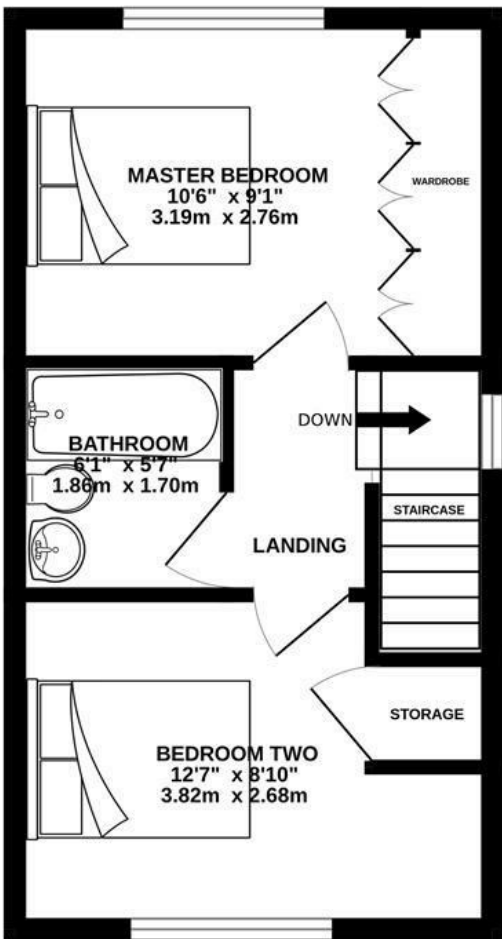 MASTER BEDROOM
10'6" x 9'1"
3.19m x 2.76m
WARDROBE
DOWN
BATHROOM
6'1" x 5'7"
1.86m x 1.70m
STAIRCASE
LANDING
STORAGE
BEDROOM TWO
12'7" x 8'10"
3.82m x 2.68m